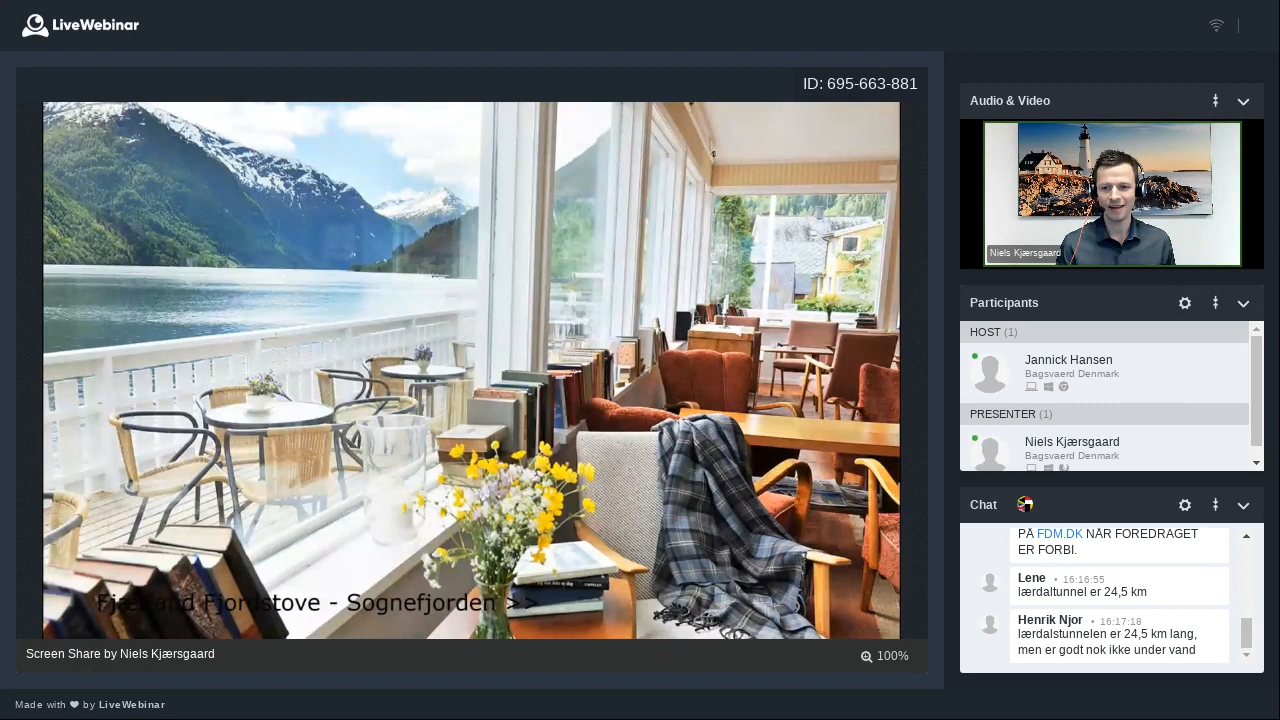 LiveWebinar
ID: 695-663-881
Fjærland Fjordstove - Sognefjorden >>
Screen Share by Niels Kjærsgaard
100%
Audio & Video
Niels Kjærsgaard
Participants
HOST (1)
Jannick Hansen
Bagsvaerd Denmark
PRESENTER (1)
Niels Kjærsgaard
Bagsvaerd Denmark
Chat
PÅ FDM.DK NÅR FOREDRAGET
ER FORBI.
Lene • 16:16:55
lærdaltunnel er 24,5 km
Henrik Njor • 16:17:18
lærdalstunnelen er 24,5 km lang,
men er godt nok ikke under vand
Made with ❤ by LiveWebinar